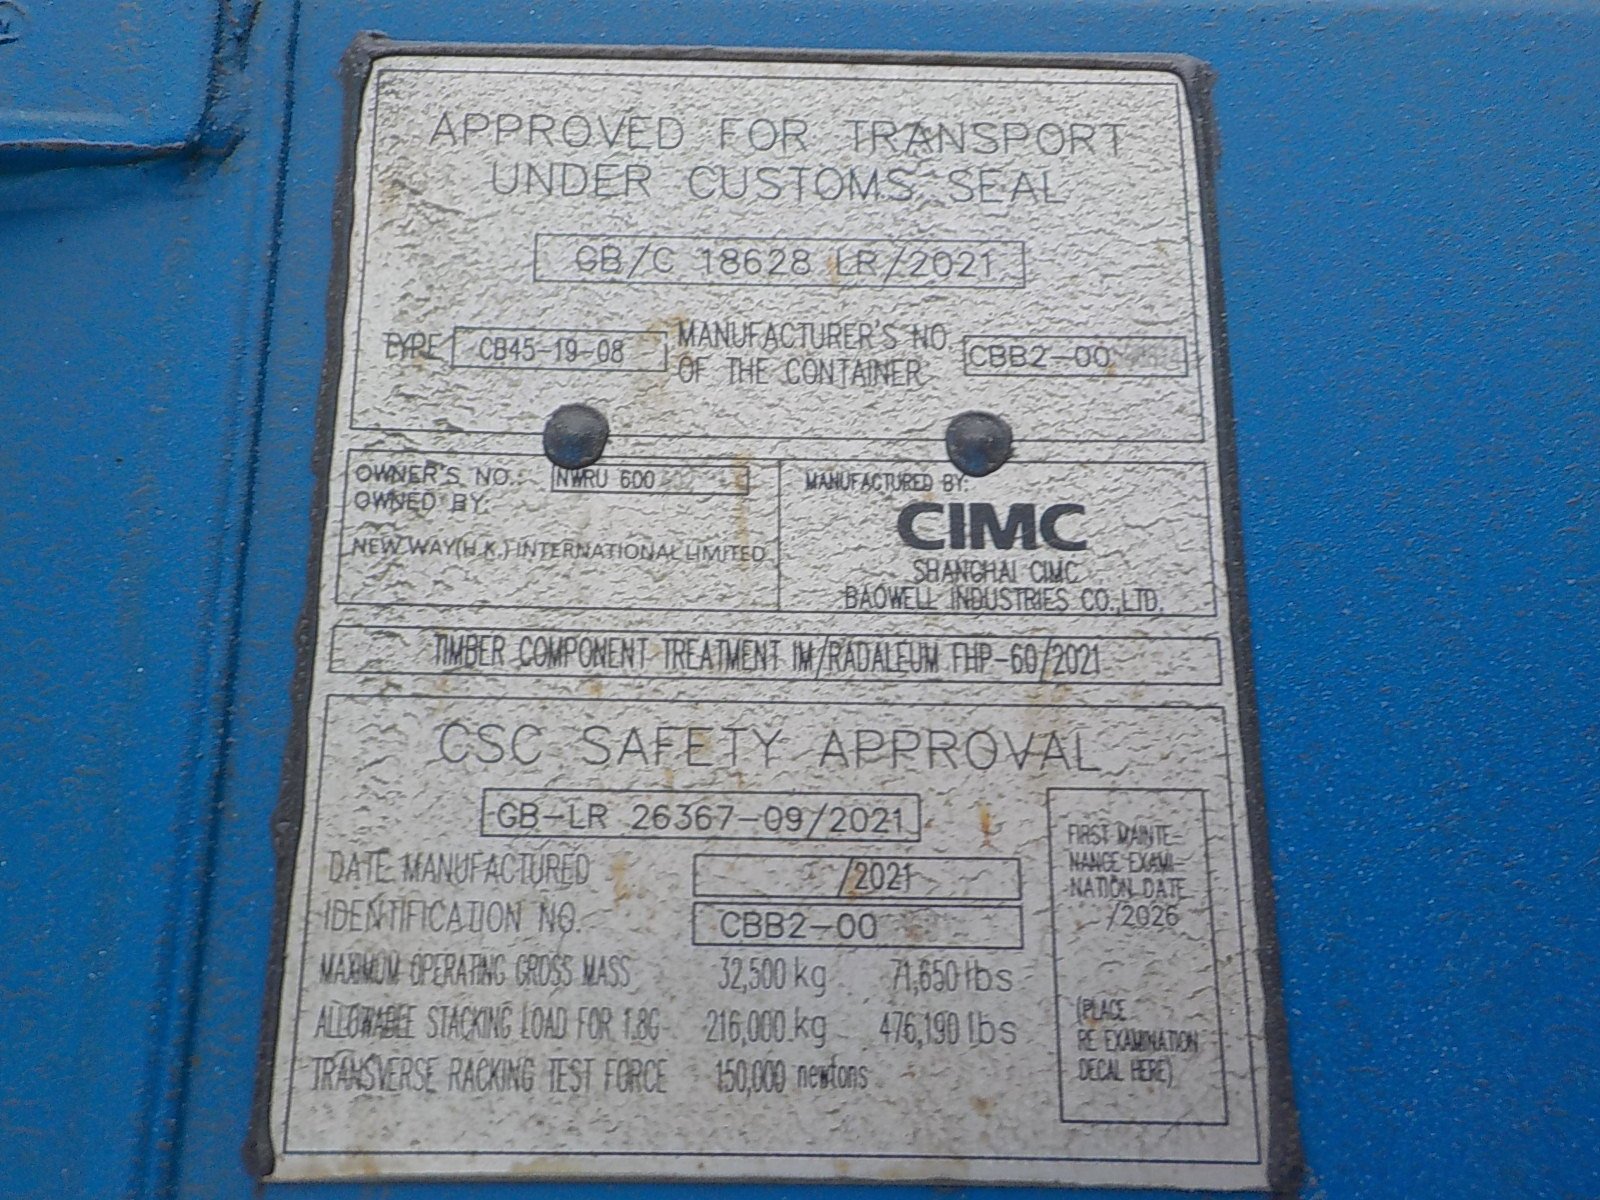 APPROVED FOR TRANSPORT
UNDER CUSTOMS SEAL
GB/C 18628 LR/2021
TYPE CB45-19-08 MANUFACTURER'S NO. OF THE CONTAINER CBB2-00
OWNER'S NO.: NWRU 600
OWNED BY:
NEW WAY(H.K.) INTERNATIONAL LIMITED
MANUFACTURED BY:
CIMC
SHANGHAI CIMC
BAOWELL INDUSTRIES CO.,LTD.
TIMBER COMPONENT TREATMENT IM/RADALEUM FHP-60/2021
CSC SAFETY APPROVAL
GB-LR 26367-09/2021
DATE MANUFACTURED /2021
IDENTIFICATION NO. CBB2-00
MAXIMUM OPERATING GROSS MASS 32,500 kg 71,650 lbs
ALLOWABLE STACKING LOAD FOR 1.8G 216,000 kg 476,190 lbs
TRANSVERSE RACKING TEST FORCE 150,000 newtons
FIRST MAINTE-
NANCE EXAMI-
NATION DATE
/2026
(PLACE
RE EXAMINATION
DECAL HERE)